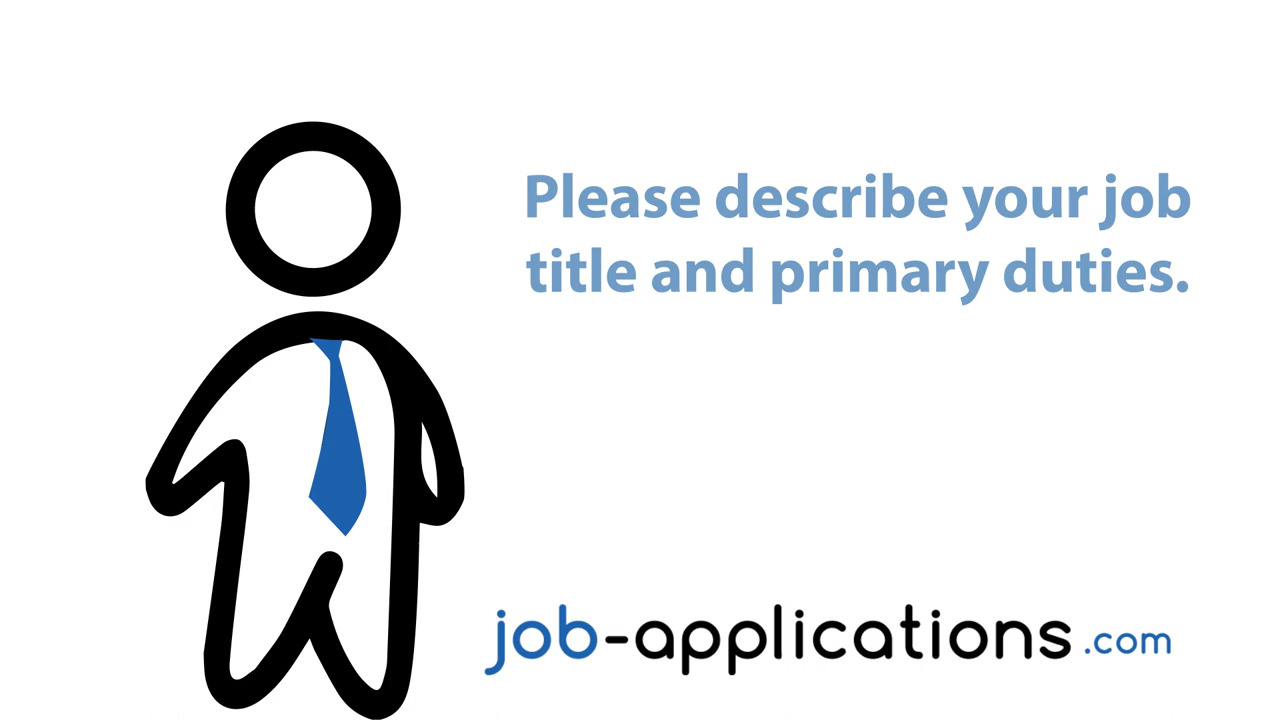 Please describe your job
title and primary duties.
job-applications.com